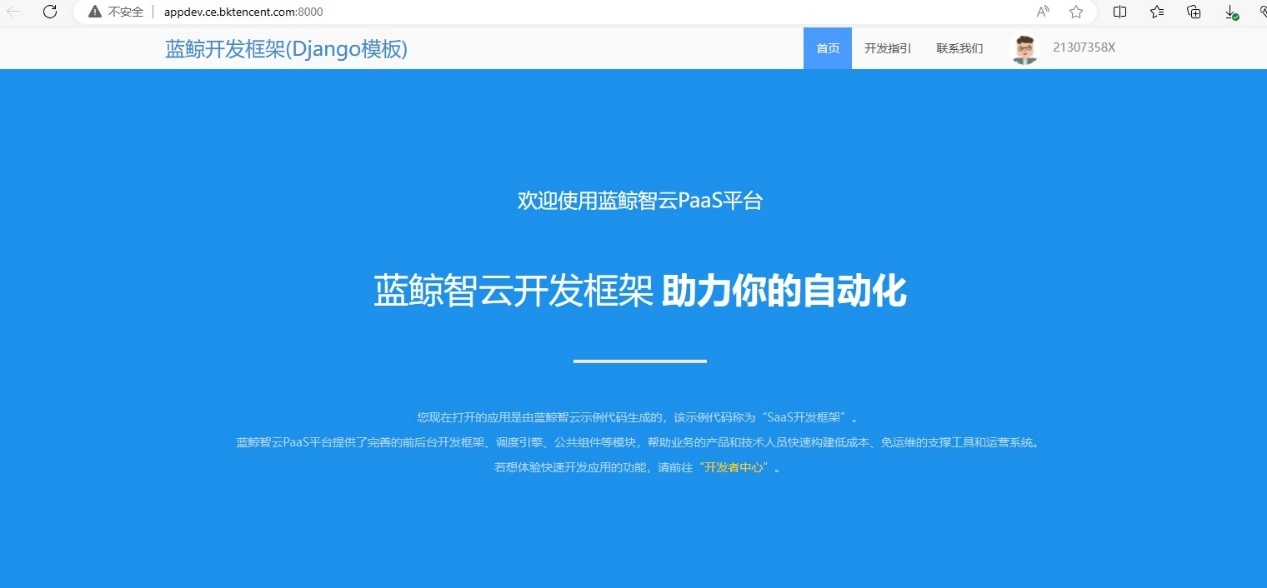 不安全 appdev.ce.bktencent.com:8000
蓝鲸开发框架(Django模板) 首页 开发指引 联系我们 21307358X
欢迎使用蓝鲸智云PaaS平台
蓝鲸智云开发框架 助力你的自动化
您现在打开的应用是由蓝鲸智云示例代码生成的，该示例代码称为“SaaS开发框架”。
蓝鲸智云PaaS平台提供了完善的前后台开发框架、调度引擎、公共组件等模块，帮助业务的产品和技术人员快速构建低成本、免运维的支撑工具和运营系统。
若想体验快速开发应用的功能，请前往“开发者中心”。